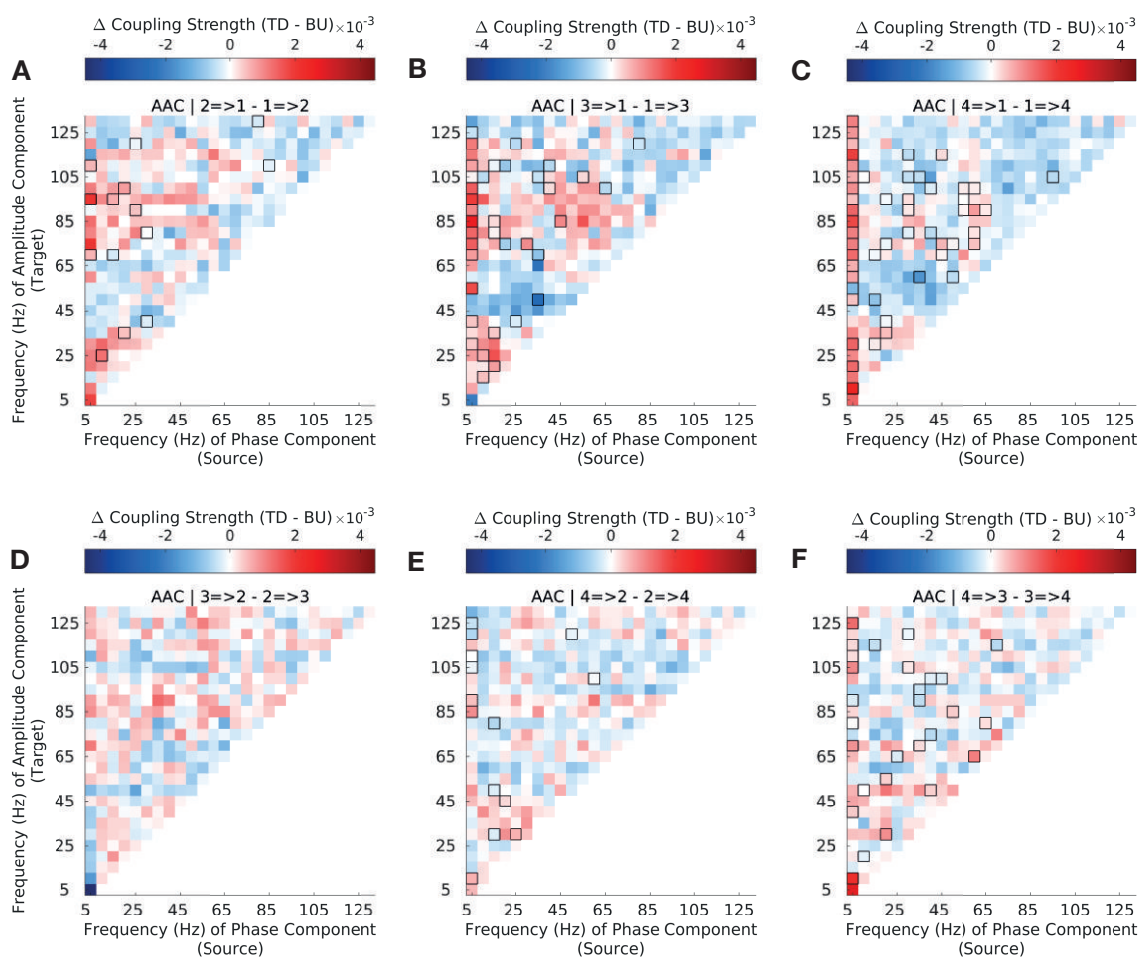 Δ Coupling Strength (TD - BU) ×10-3
-4 -2 0 2 4
A
AAC | 2=>1 - 1=>2
Frequency (Hz) of Amplitude Component
(Target)
125
105
85
65
45
25
5
5 25 45 65 85 105 125
Frequency (Hz) of Phase Component
(Source)
Δ Coupling Strength (TD - BU) ×10-3
-4 -2 0 2 4
B
AAC | 3=>1 - 1=>3
125
105
85
65
45
25
5
5 25 45 65 85 105 125
Frequency (Hz) of Phase Component
(Source)
Δ Coupling Strength (TD - BU) ×10-3
-4 -2 0 2 4
C
AAC | 4=>1 - 1=>4
125
105
85
65
45
25
5
5 25 45 65 85 105 125
Frequency (Hz) of Phase Component
(Source)
Δ Coupling Strength (TD - BU) ×10-3
-4 -2 0 2 4
D
AAC | 3=>2 - 2=>3
Frequency (Hz) of Amplitude Component
(Target)
125
105
85
65
45
25
5
5 25 45 65 85 105 125
Frequency (Hz) of Phase Component
(Source)
Δ Coupling Strength (TD - BU) ×10-3
-4 -2 0 2 4
E
AAC | 4=>2 - 2=>4
125
105
85
65
45
25
5
5 25 45 65 85 105 125
Frequency (Hz) of Phase Component
(Source)
Δ Coupling Strength (TD - BU) ×10-3
-4 -2 0 2 4
F
AAC | 4=>3 - 3=>4
125
105
85
65
45
25
5
5 25 45 65 85 105 125
Frequency (Hz) of Phase Component
(Source)